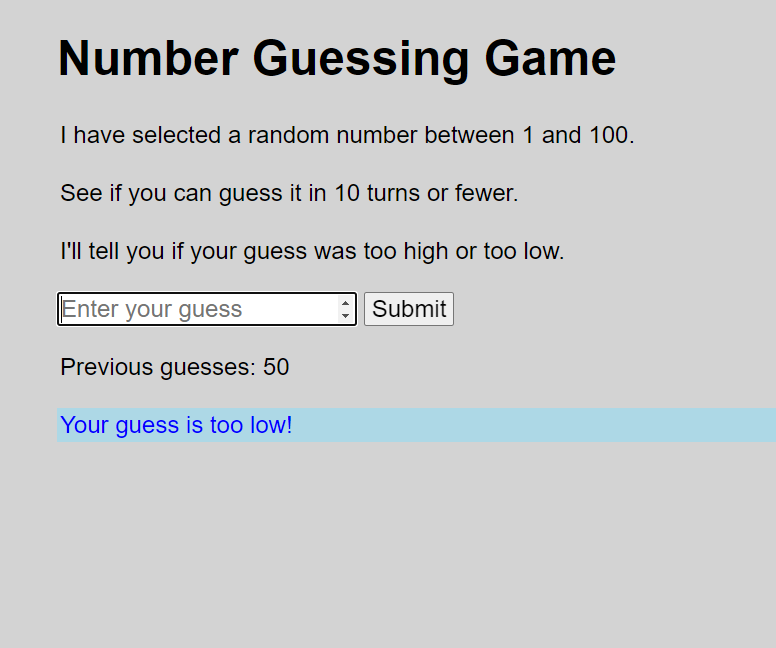 Number Guessing Game
I have selected a random number between 1 and 100.
See if you can guess it in 10 turns or fewer.
I'll tell you if your guess was too high or too low.
Enter your guess Submit
Previous guesses: 50
Your guess is too low!